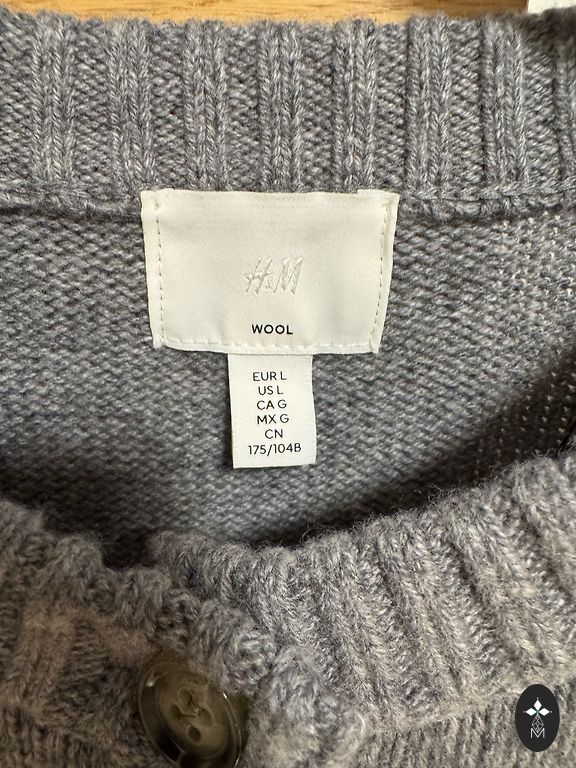 H&M
WOOL
EUR L
US L
CA G
MX G
CN
175/104B
M